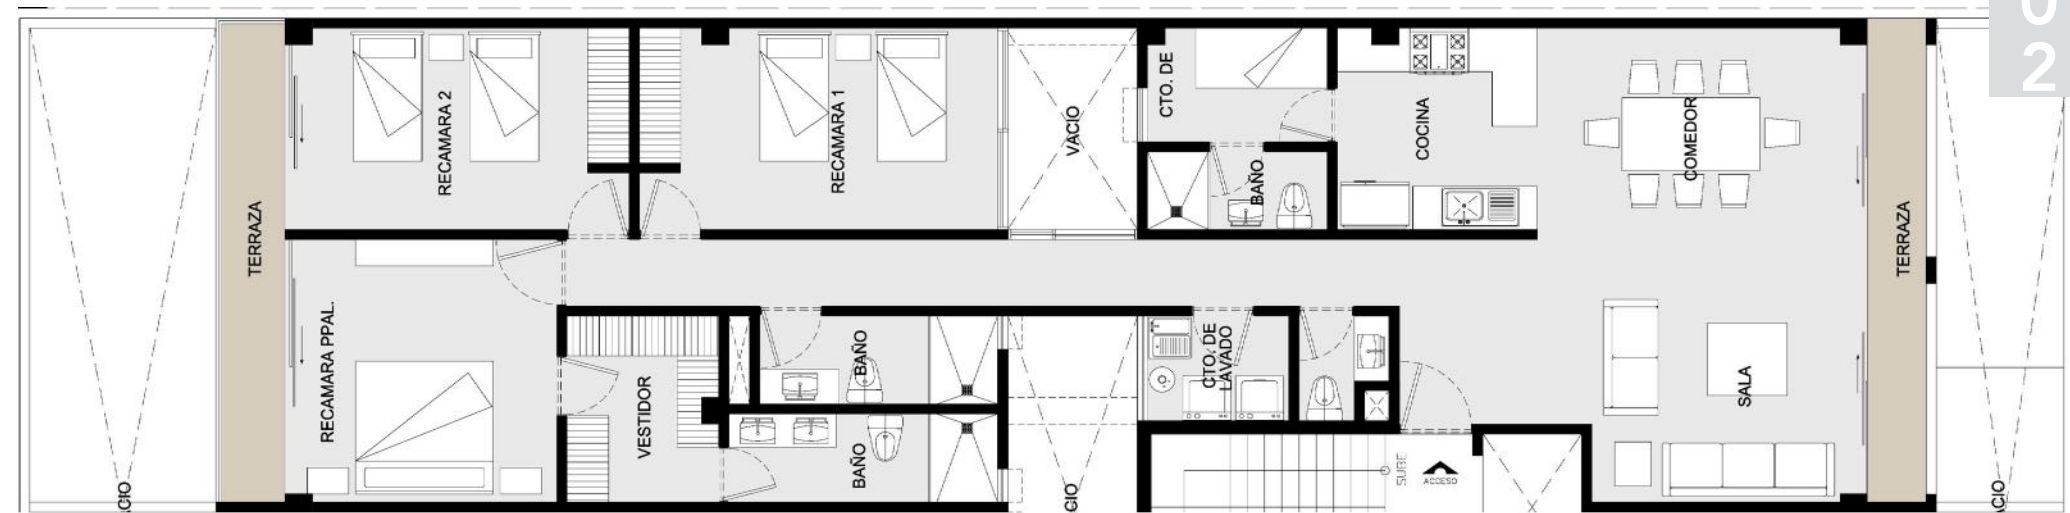 02
TERRAZA
RECAMARA 2
RECAMARA 1
VACIO
CTO. DE
BAÑO
COCINA
COMEDOR
TERRAZA
RECAMARA PPAL.
VESTIDOR
BAÑO
BAÑO
CTO. DE
LAVADO
SUBE
ACCESO
SALA
CIO
CIO
CIO